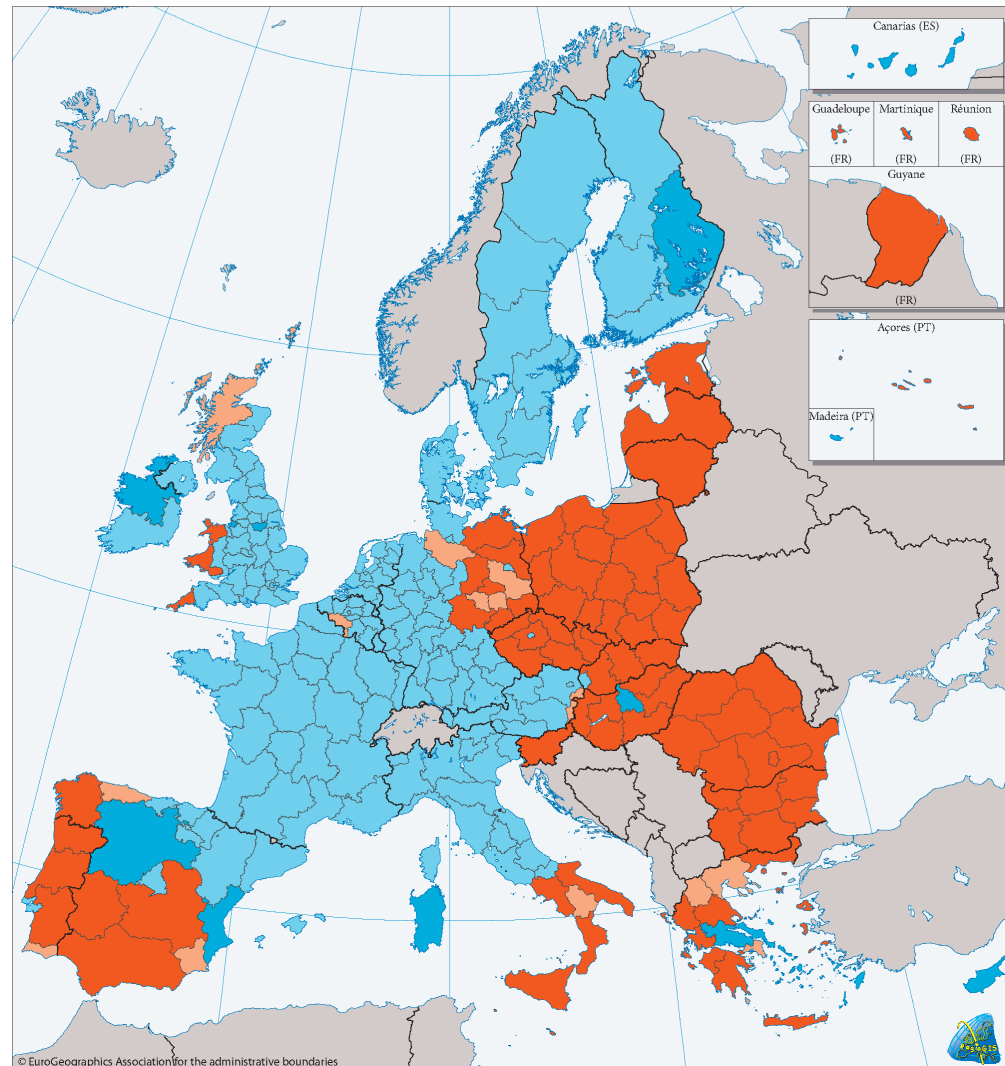 Canarias (ES)
Guadeloupe Martinique Réunion
(FR) (FR) (FR)
Guyane
(FR)
Açores (PT)
Madeira (PT)
© EuroGeographics Association for the administrative boundaries